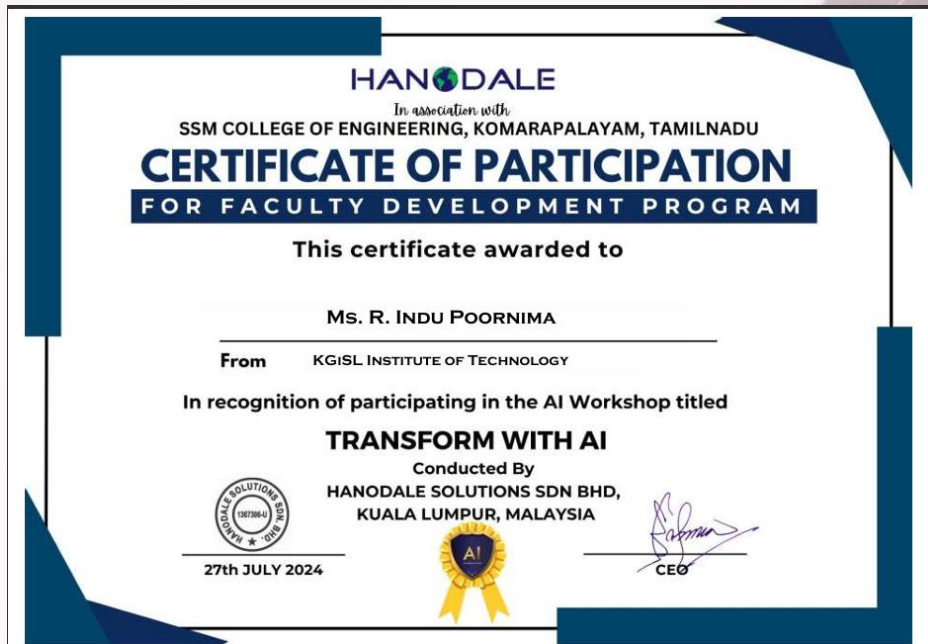 HANODALE
In association with
SSM COLLEGE OF ENGINEERING, KOMARAPALAYAM, TAMILNADU
CERTIFICATE OF PARTICIPATION
FOR FACULTY DEVELOPMENT PROGRAM
This certificate awarded to
MS. R. INDU POORNIMA
From KGISL INSTITUTE OF TECHNOLOGY
In recognition of participating in the AI Workshop titled
TRANSFORM WITH AI
Conducted By
HANODALE SOLUTIONS SDN BHD,
KUALA LUMPUR, MALAYSIA
HANODALE SOLUTIONS SDN. BHD.
1367306-U
AI
27th JULY 2024
CEO